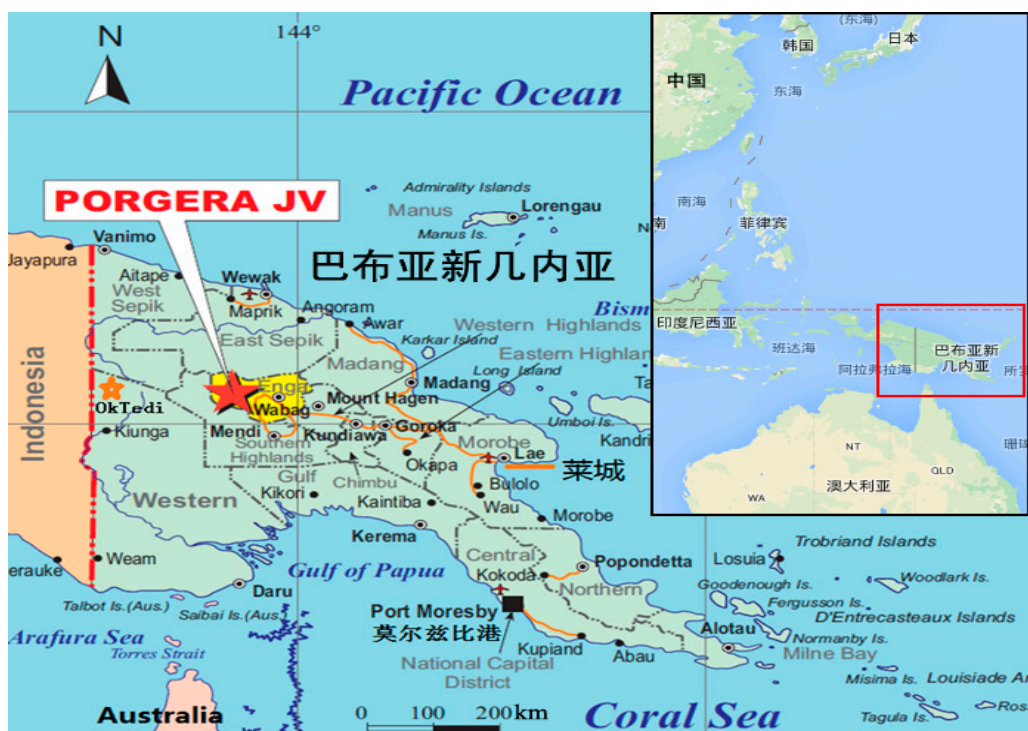 N
144°
Pacific Ocean
PORGERA JV
Admirality Islands
Manus
Lorengau
Manus Is.
Vanimo
Jayapura
Aitape
West
Sepik
Wewak
Maprik
巴布亚新几内亚
Angoram
Awar
Bism
East Sepik
Karkar Island
Western Highlands
Madang
Eastern Highlan
Long Island
Madang
Indonesia
OkTedi
Enga
Wabag
Mount Hagen
Umboi Is.
Kiunga
Mendi
Kundiawa
Goroka
Kandri
Southern
Highlands
Morobe
Lae
Okapa
莱城
Gulf
Chimbu
Bulolo
Western
Kikori
Kaintiba
Wau
Morobe
Kerema
Weam
erauke
Central
Popondetta
Losuia
Trobriand Islands
Gulf of Papua
Kokoda
Northern
Woodlark Is.
Daru
Goodenough Is.
Talbot Is.(Aus.)
Saibai Is.(Aus.)
Port Moresby
Fergusson Is.
D'Entrecasteaux Islands
莫尔兹比港
Alotau
Normanby Is.
Arafura Sea
Kupiand
Abau
Milne Bay
Torres Strait
National Capital
District
Misima Is.
Louisiade Ar
Australia
0 100 200km
Coral Sea
Tagula Is.
Ros
(东海)
日本
韩国
中国
东海
南海
南
菲律宾
印度尼西亚
班达海
阿拉弗拉海
巴布亚新
几内亚
所
NT
QLD
WA
澳大利亚
珊